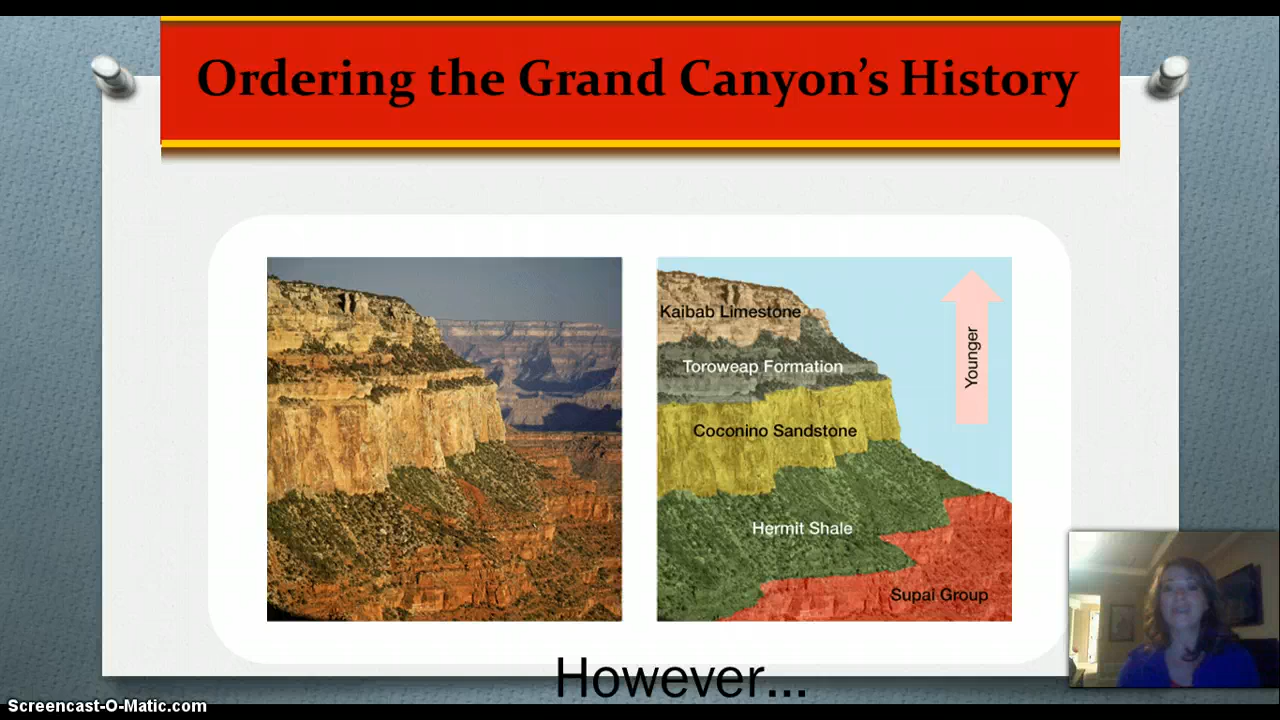 Ordering the Grand Canyon's History
Kaibab Limestone
Toroweap Formation
Coconino Sandstone
Hermit Shale
Supai Group
Younger
However...
Screencast-O-Matic.com